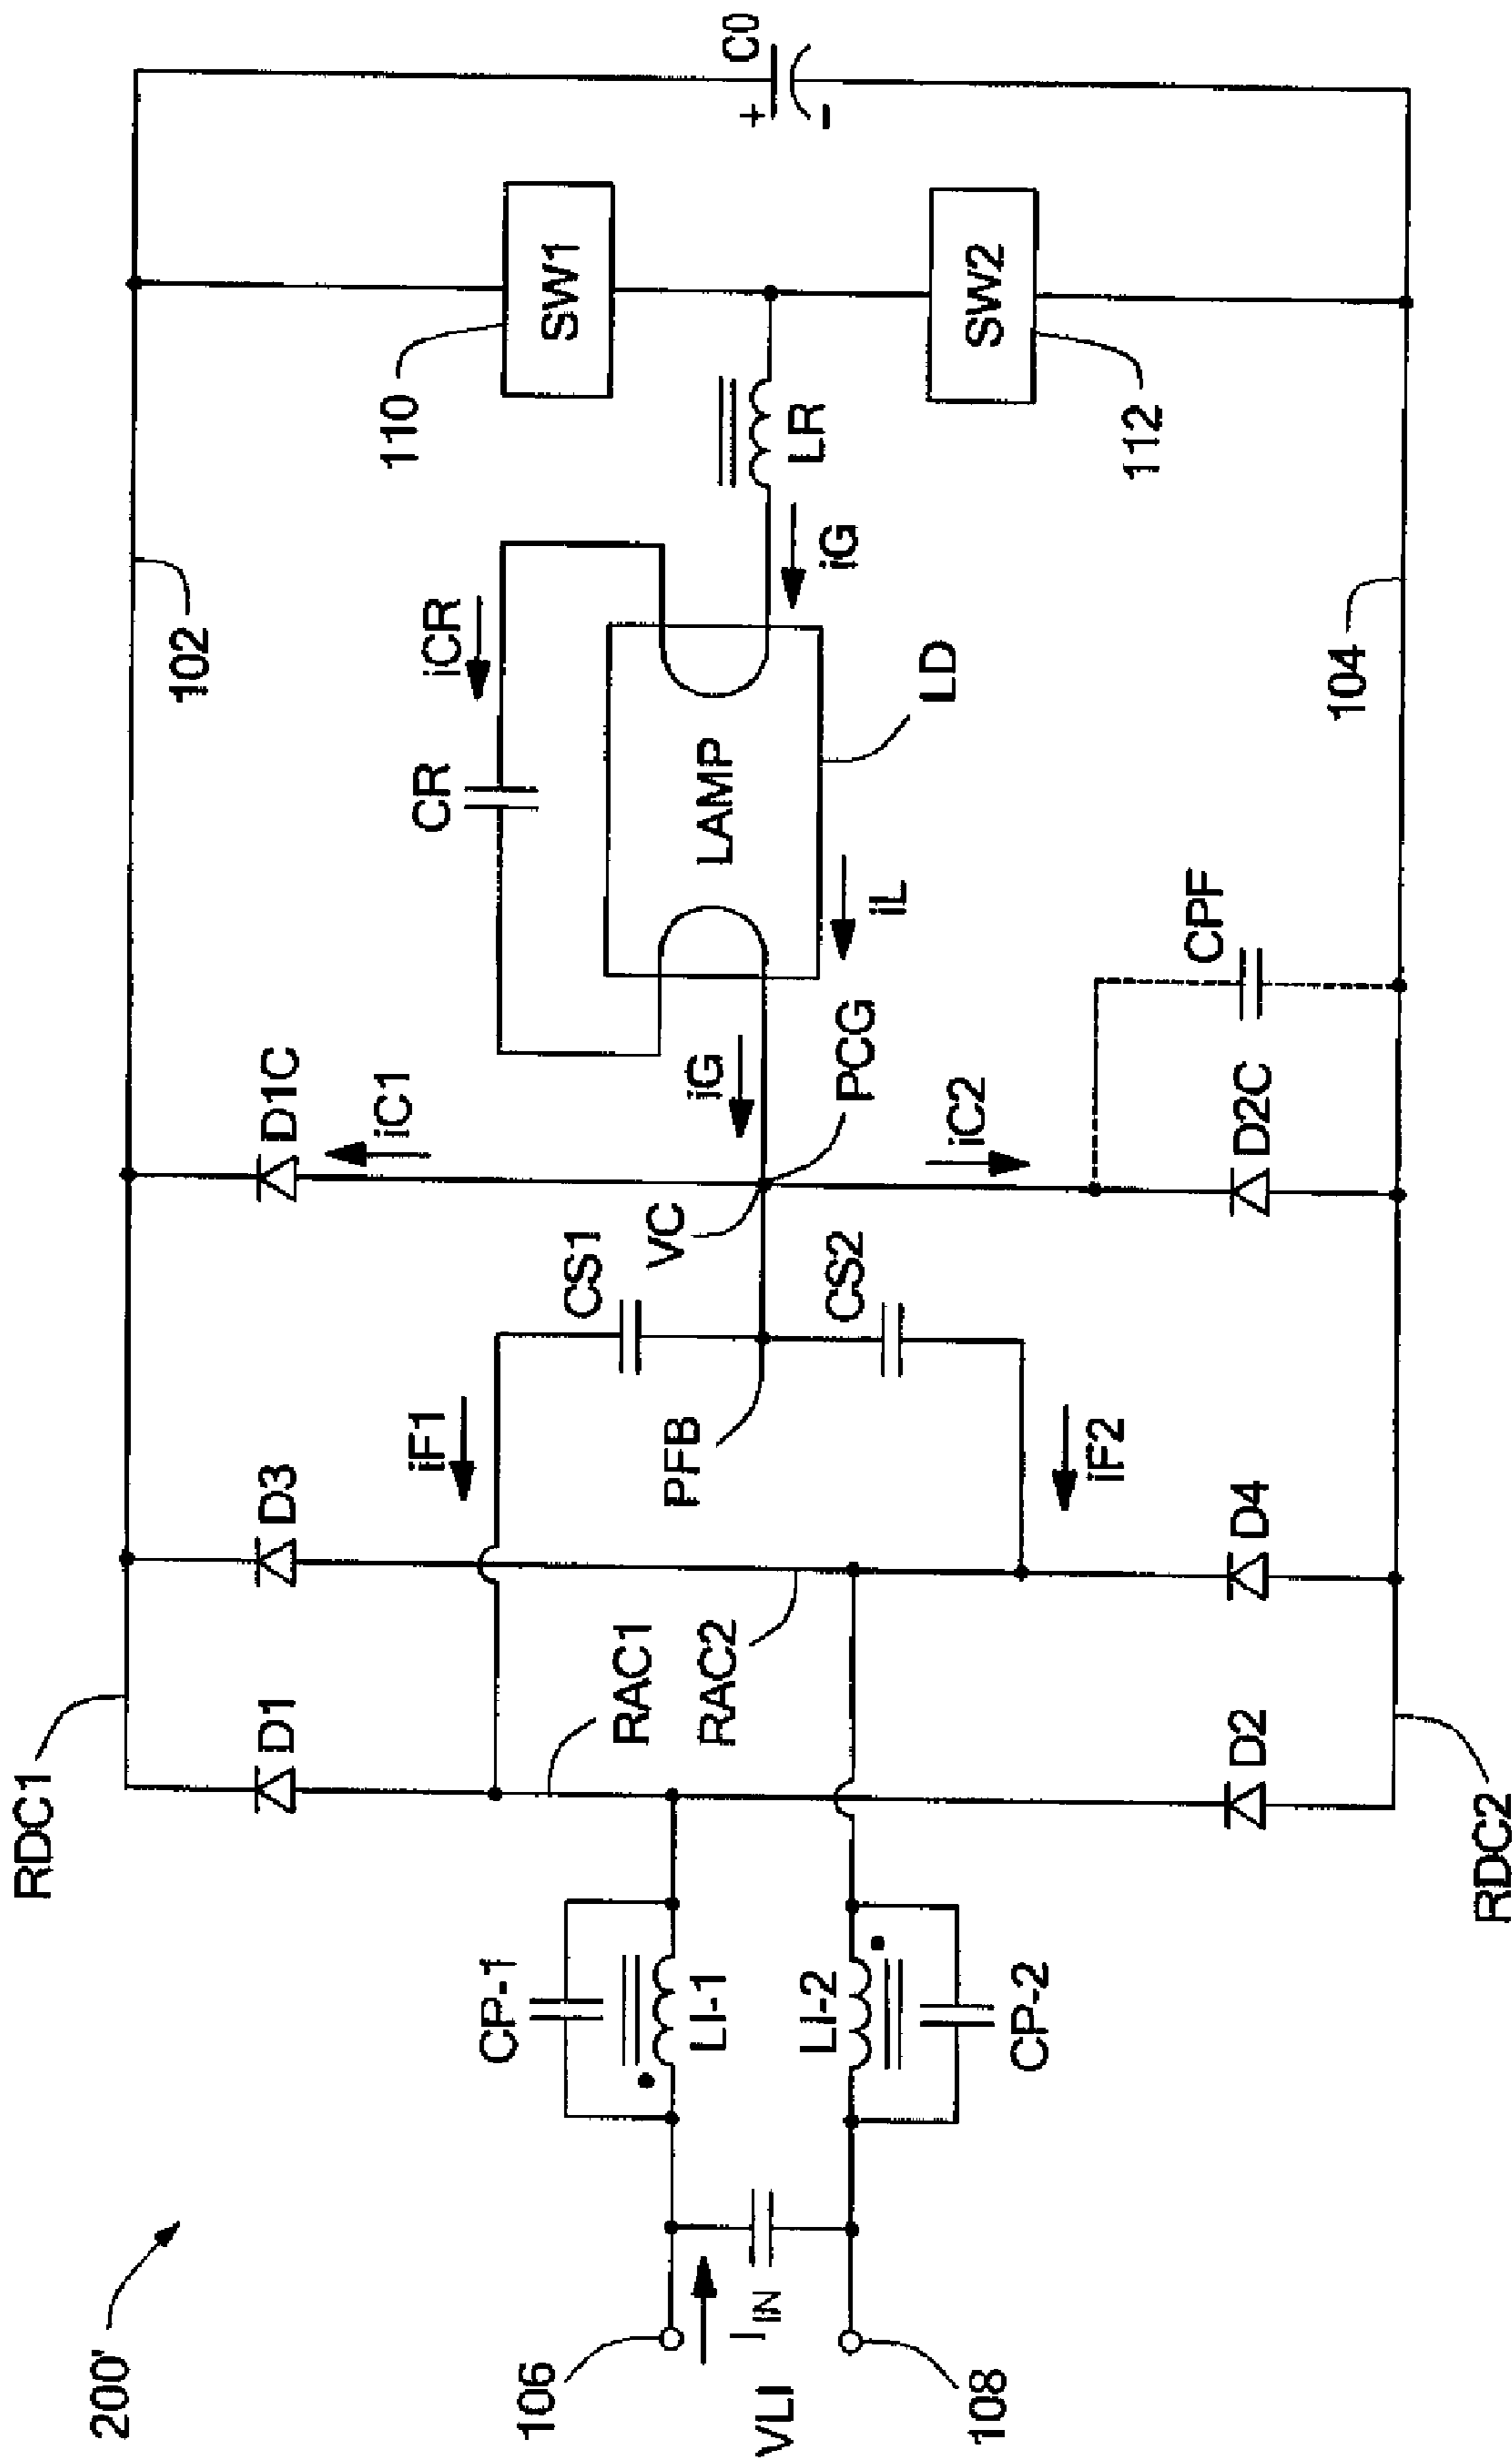 200'
106
108
VLI
I IN
CP-1
LI-1
LI-2
CP-2
RDC1
RDC2
D1
D2
RAC1
RAC2
D3
D4
iF1
iF2
PFB
CS1
CS2
VC
PCG
D1C
D2C
iC1
iC2
CPF
iG
CR
iCR
LAMP
iL
LD
iG
LR
102
104
110
112
SW1
SW2
C0
+
-